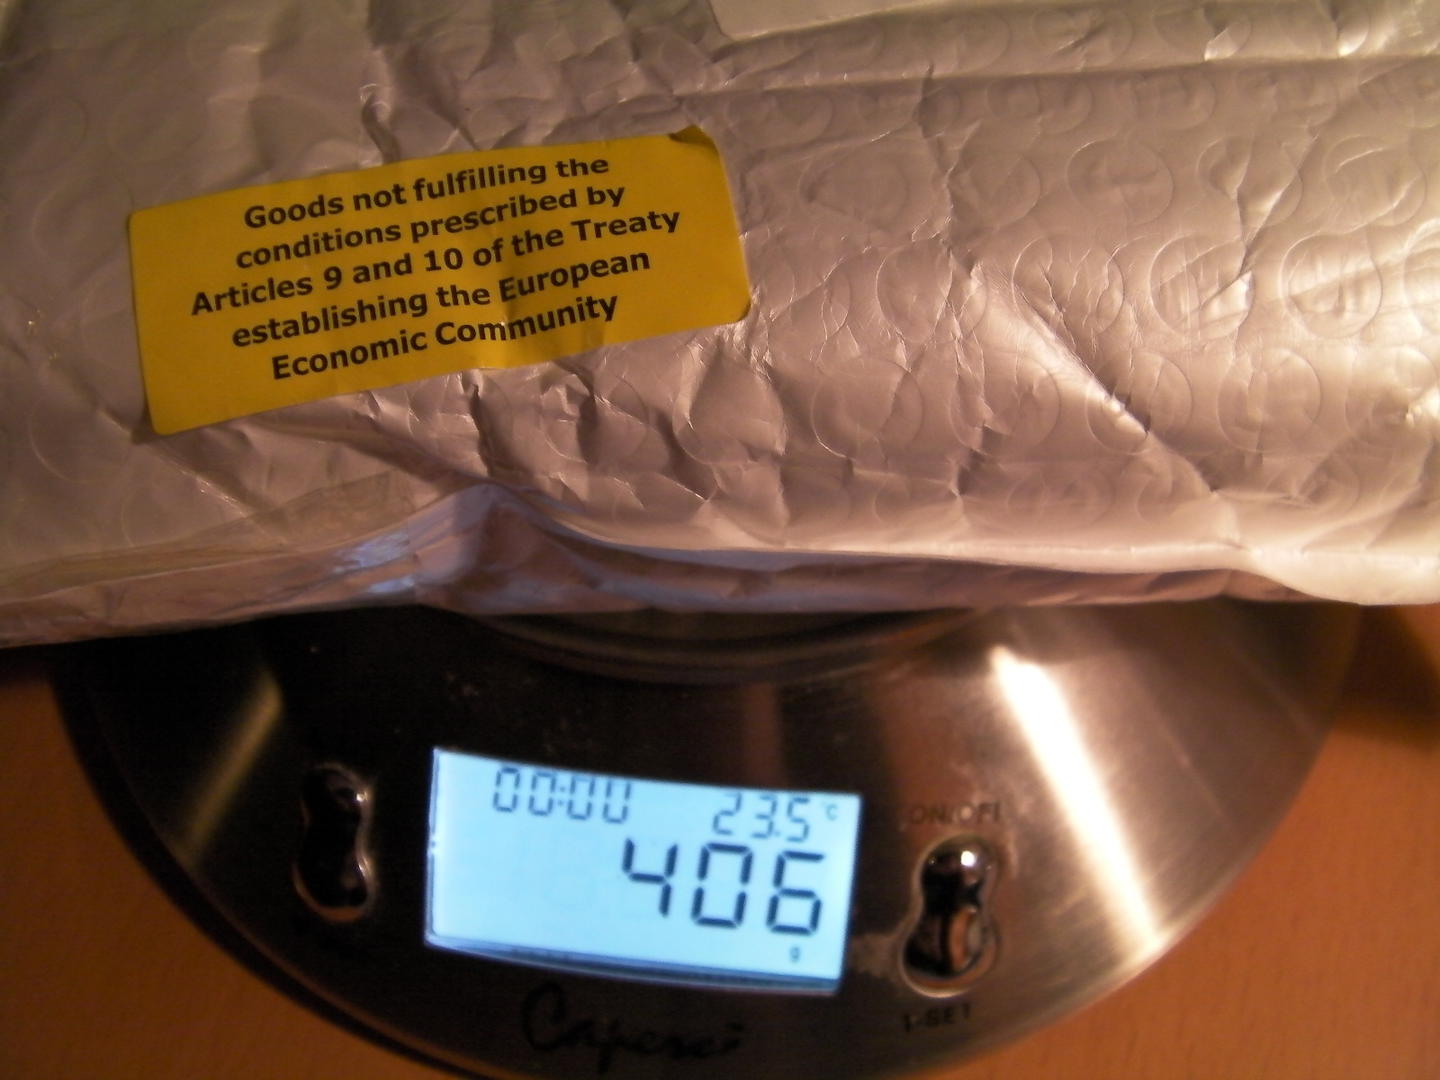 Goods not fulfilling the
conditions prescribed by
Articles 9 and 10 of the Treaty
establishing the European
Economic Community
00:00 23.5 °C
406
g
ON/OFF
T-SET